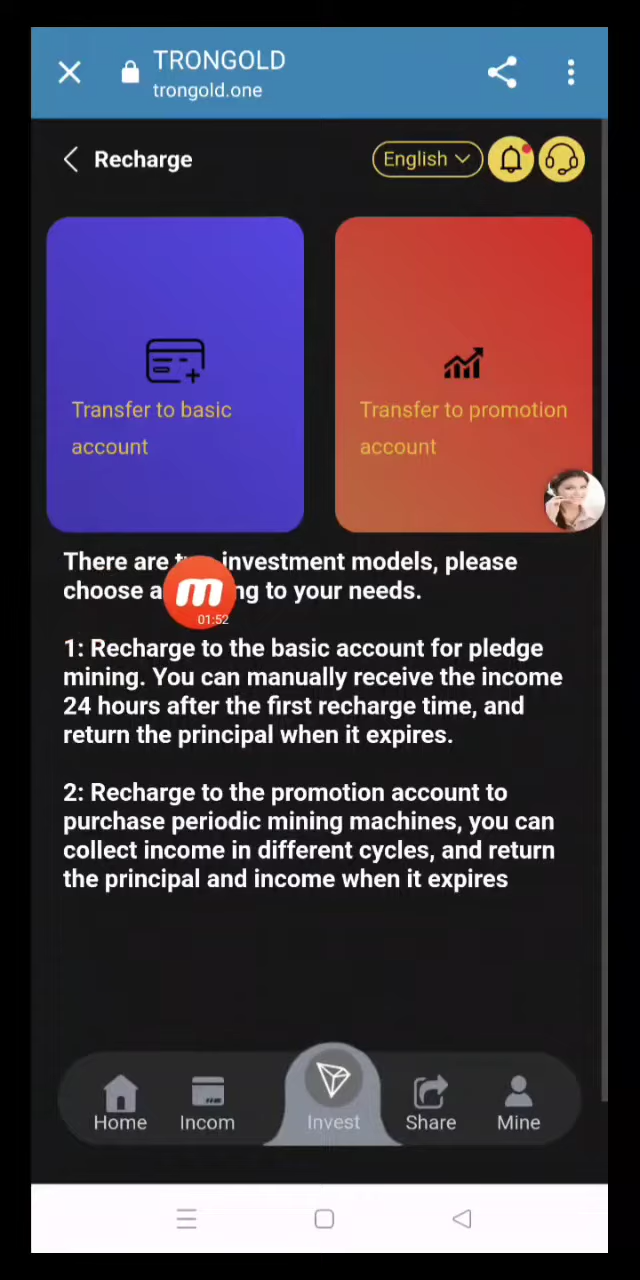 TRONGOLD
trongold.one
Recharge
English
Transfer to basic
account
Transfer to promotion
account
There are investment models, please
choose to your needs.
01:52
1: Recharge to the basic account for pledge
mining. You can manually receive the income
24 hours after the first recharge time, and
return the principal when it expires.
2: Recharge to the promotion account to
purchase periodic mining machines, you can
collect income in different cycles, and return
the principal and income when it expires
Home
Incom
Invest
Share
Mine